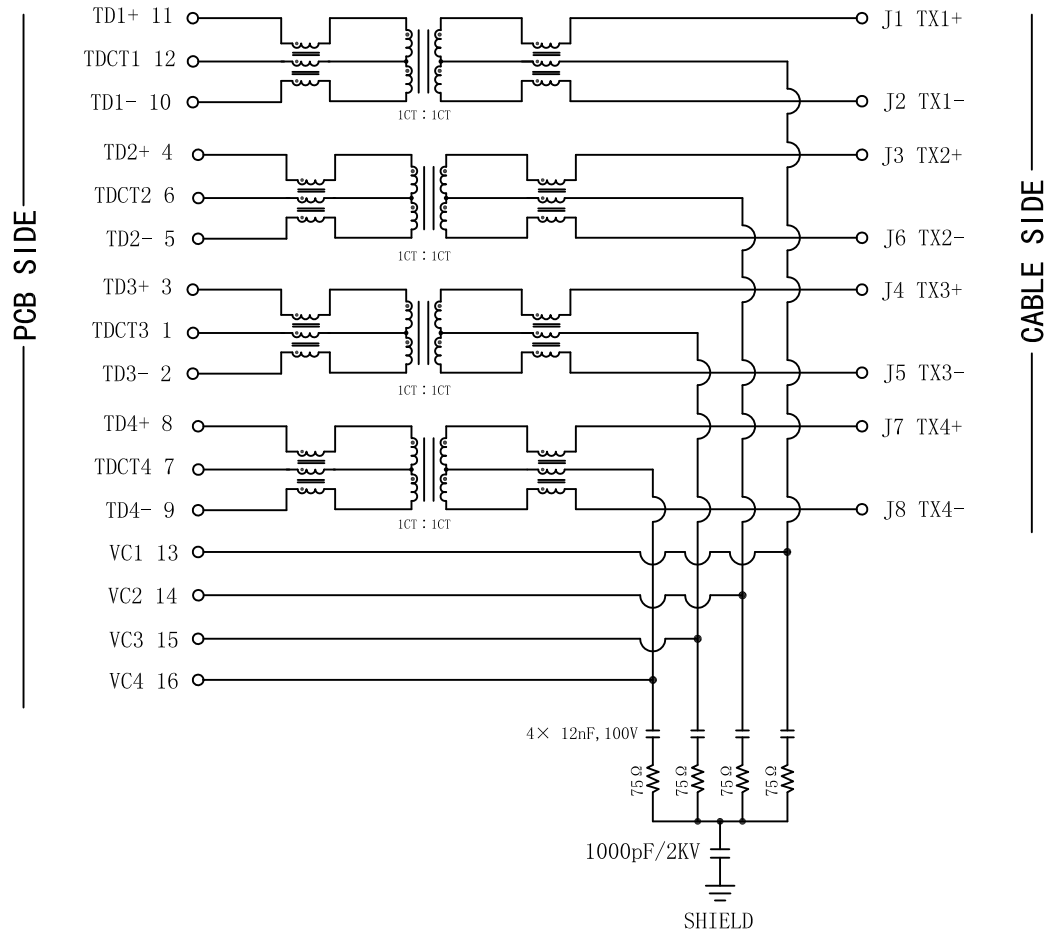 TD1+ 11
J1 TX1+
TDCT1 12
TD1- 10
J2 TX1-
1CT : 1CT
TD2+ 4
J3 TX2+
TDCT2 6
TD2- 5
J6 TX2-
1CT : 1CT
PCB SIDE
CABLE SIDE
TD3+ 3
J4 TX3+
TDCT3 1
TD3- 2
J5 TX3-
1CT : 1CT
TD4+ 8
J7 TX4+
TDCT4 7
TD4- 9
J8 TX4-
1CT : 1CT
VC1 13
VC2 14
VC3 15
VC4 16
4× 12nF, 100V
75Ω
75Ω
75Ω
75Ω
1000pF/2KV
SHIELD